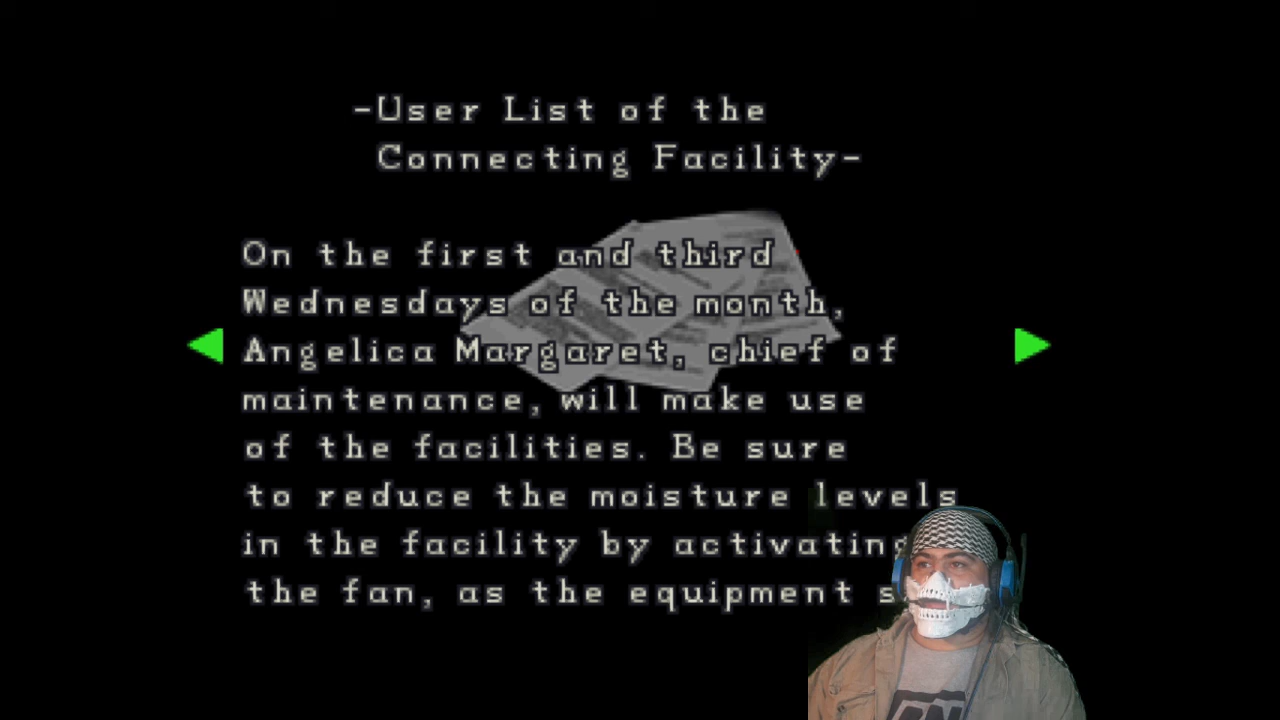 -User List of the
Connecting Facility-
On the first and third
Wednesdays of the month,
Angelica Margaret, chief of
maintenance, will make use
of the facilities. Be sure
to reduce the moisture levels
in the facility by activating
the fan, as the equipment